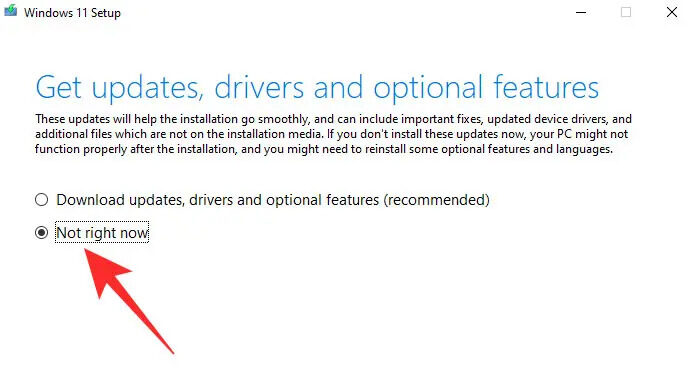 Windows 11 Setup
Get updates, drivers and optional features
These updates will help the installation go smoothly, and can include important fixes, updated device drivers, and
additional files which are not on the installation media. If you don't install these updates now, your PC might not
function properly after the installation, and you might need to reinstall some optional features and languages.
Download updates, drivers and optional features (recommended)
Not right now